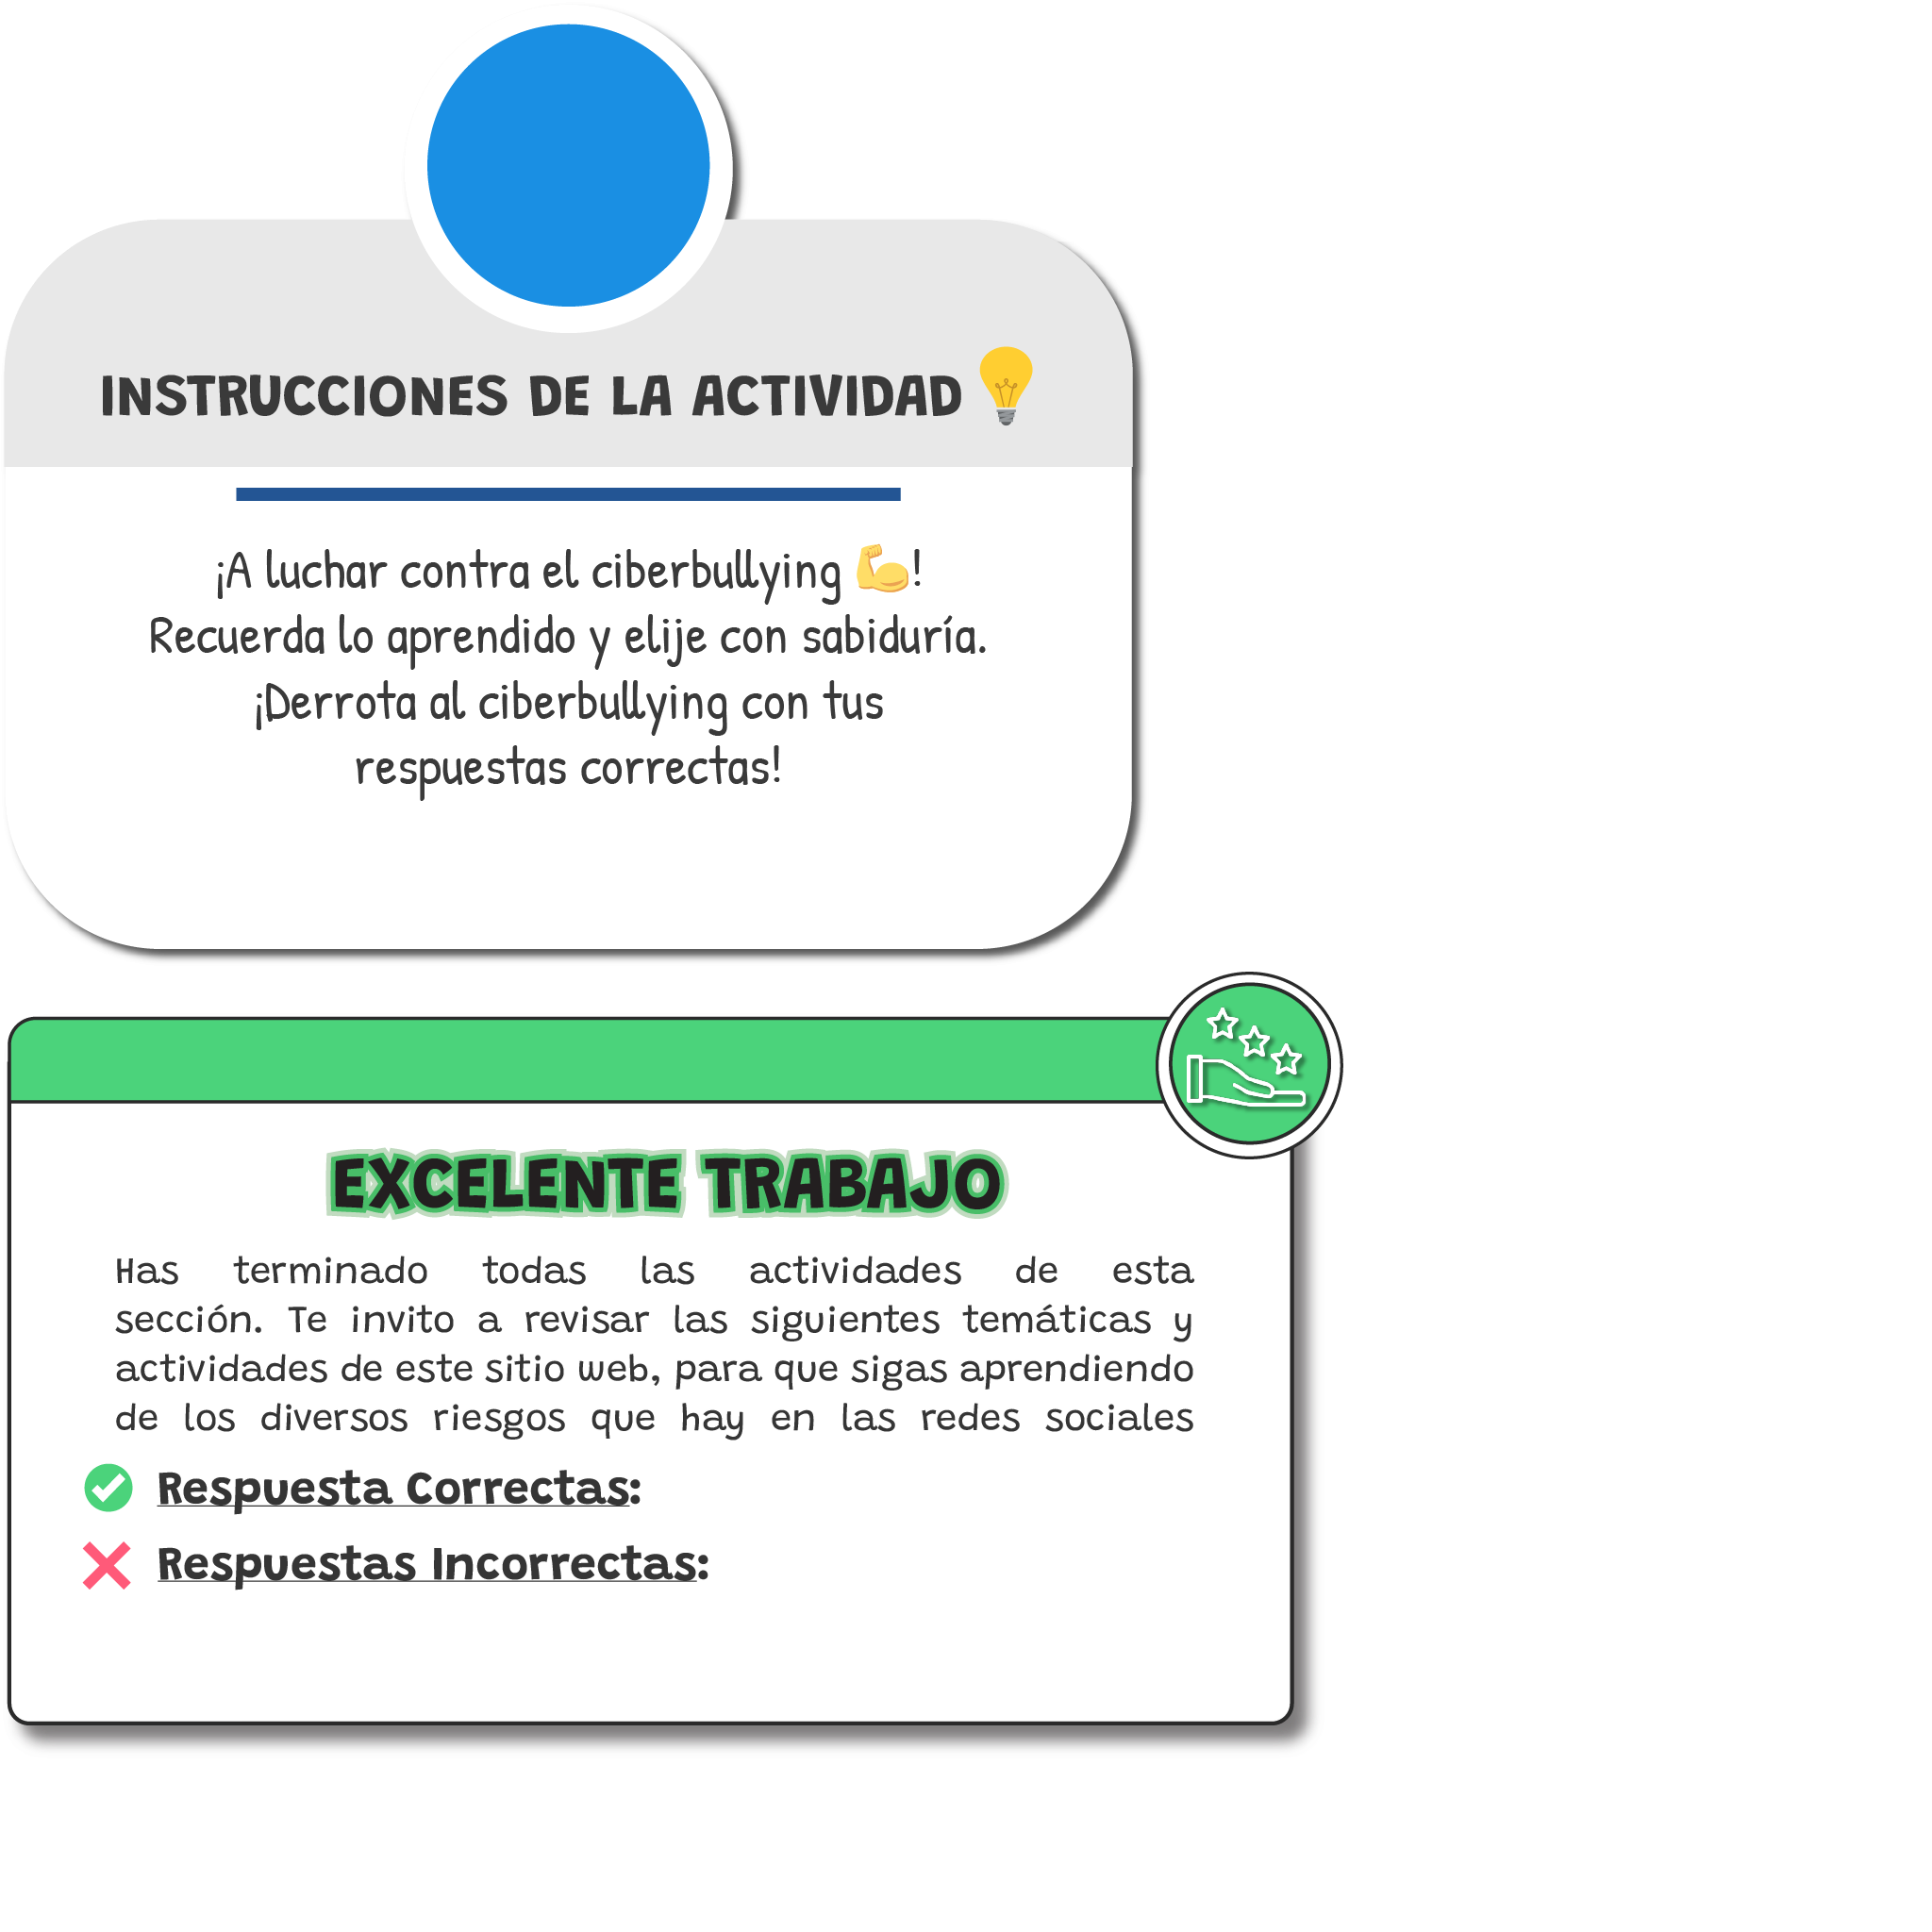 INSTRUCCIONES DE LA ACTIVIDAD
¡A luchar contra el ciberbullying 💪!
Recuerda lo aprendido y elije con sabiduría.
¡Derrota al ciberbullying con tus
respuestas correctas!
EXCELENTE TRABAJO
Has terminado todas las actividades de esta
sección. Te invito a revisar las siguientes temáticas y
actividades de este sitio web, para que sigas aprendiendo
de los diversos riesgos que hay en las redes sociales
Respuesta Correctas:
Respuestas Incorrectas: